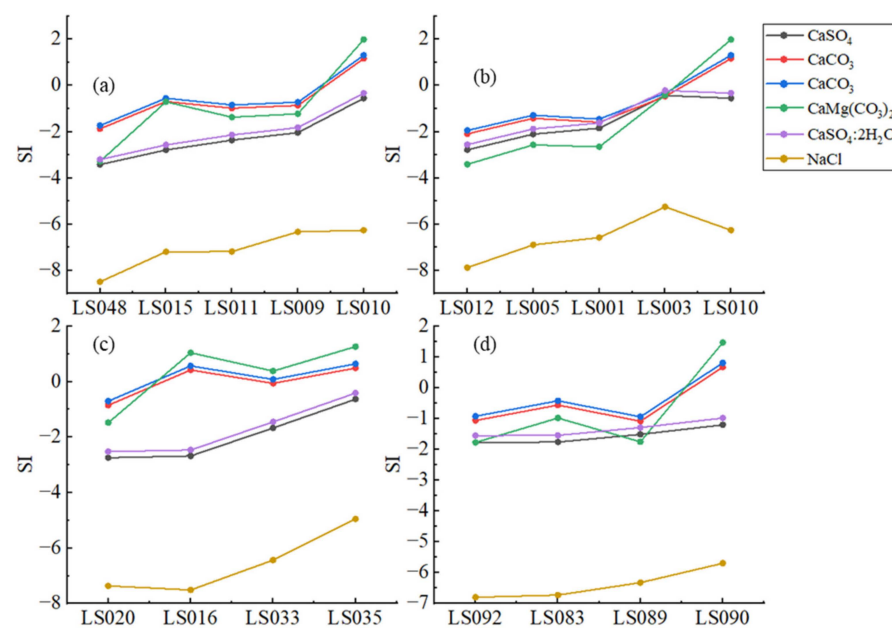 2
0
−2
−4
−6
−8
SI
(a)
LS048 LS015 LS011 LS009 LS010
2
0
−2
−4
−6
−8
SI
(b)
LS012 LS005 LS001 LS003 LS010
CaSO₄
CaCO₃
CaCO₃
CaMg(CO₃)₂
CaSO₄:2H₂O
NaCl
2
0
−2
−4
−6
−8
SI
(c)
LS020 LS016 LS033 LS035
2
1
0
−1
−2
−3
−4
−5
−6
−7
SI
(d)
LS092 LS083 LS089 LS090